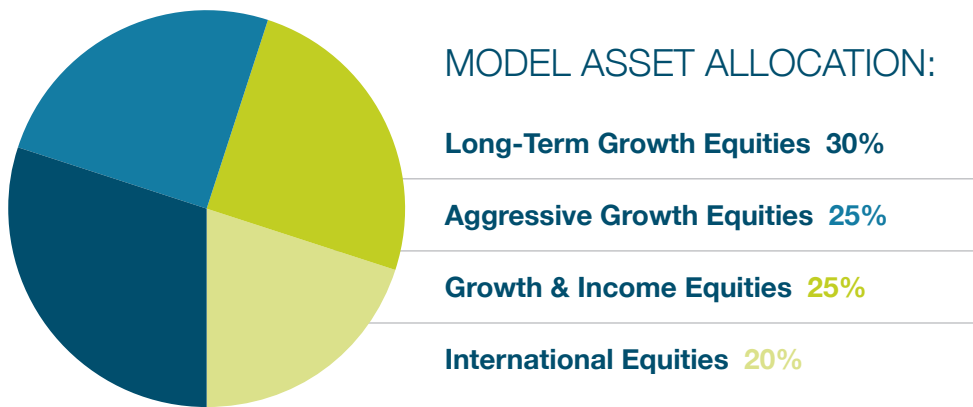 MODEL ASSET ALLOCATION:
Long-Term Growth Equities 30%
Aggressive Growth Equities 25%
Growth & Income Equities 25%
International Equities 20%